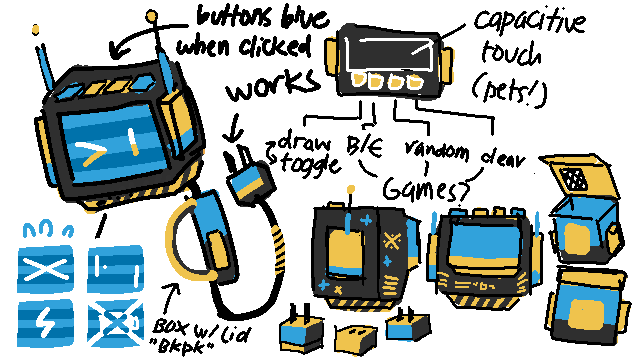 buttons blue
when clicked
works
capacitive
touch
(pets!)
draw
toggle
B/E
random
clear
Games?
BOX w/ lid
"BKPK"